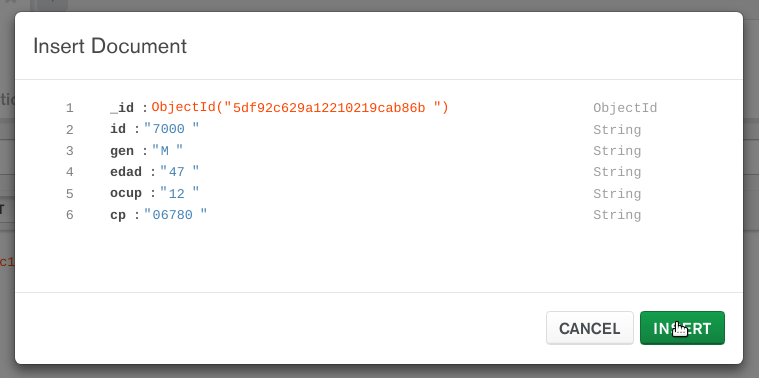 Insert Document
1 _id :ObjectId("5df92c629a12210219cab86b ") ObjectId
2 id :"7000 " String
3 gen :"M " String
4 edad :"47 " String
5 ocup :"12 " String
6 cp :"06780 " String
CANCEL INSERT